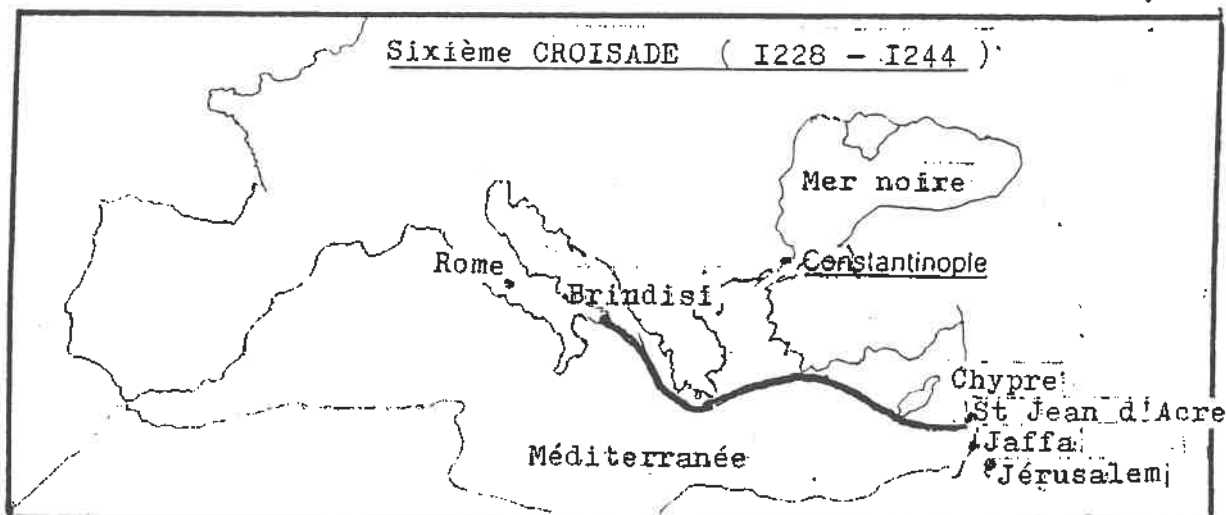 Sixième CROISADE ( I228 - I244 )
Mer noire
Constantinople
Rome
Brindisi
Chypre
St Jean d'Acre
Jaffa
Méditerranée
Jérusalem